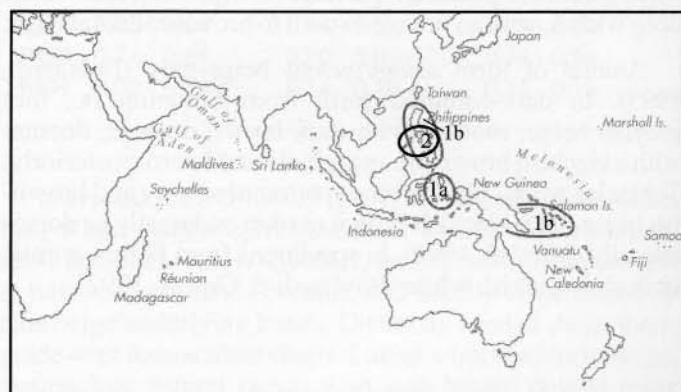 Japan
Taiwan
Philippines
1b
2
Marshall Is.
Gulf of
Oman
Gulf of
Aden
Maldives
Sri Lanka
Melanesia
1a
New Guinea
Solomon Is.
1b
Seychelles
Indonesia
Samoa
Vanuatu
Fiji
Mauritius
Réunion
New
Caledonia
Madagascar